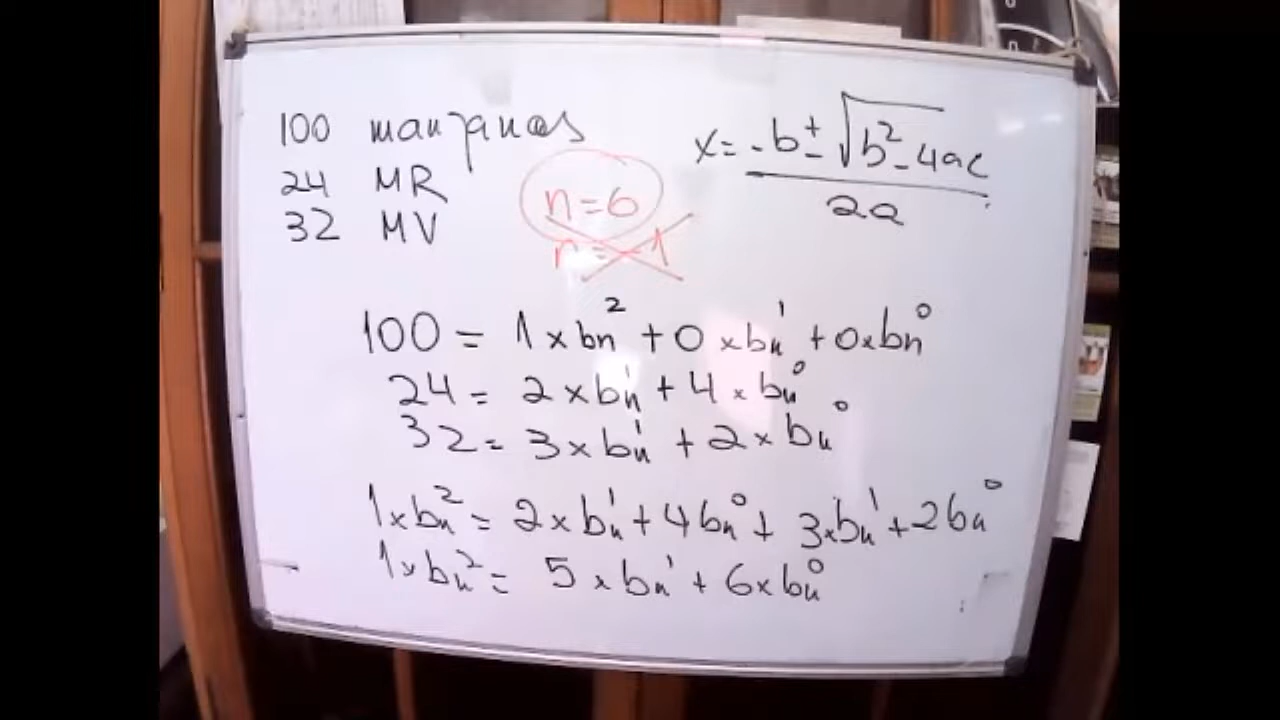 100 manzanas
24 MR
32 MV
n=6
n=-1
x= -b ± √b² - 4ac
2a
100 = 1 x bn² + 0 x bn¹ + 0 x bn⁰
24 = 2 x bn¹ + 4 x bn⁰
32 = 3 x bn¹ + 2 x bn⁰
1 x bn² = 2 x bn¹ + 4bn⁰ + 3 x bn¹ + 2bn⁰
1 x bn² = 5 x bn¹ + 6 x bn⁰